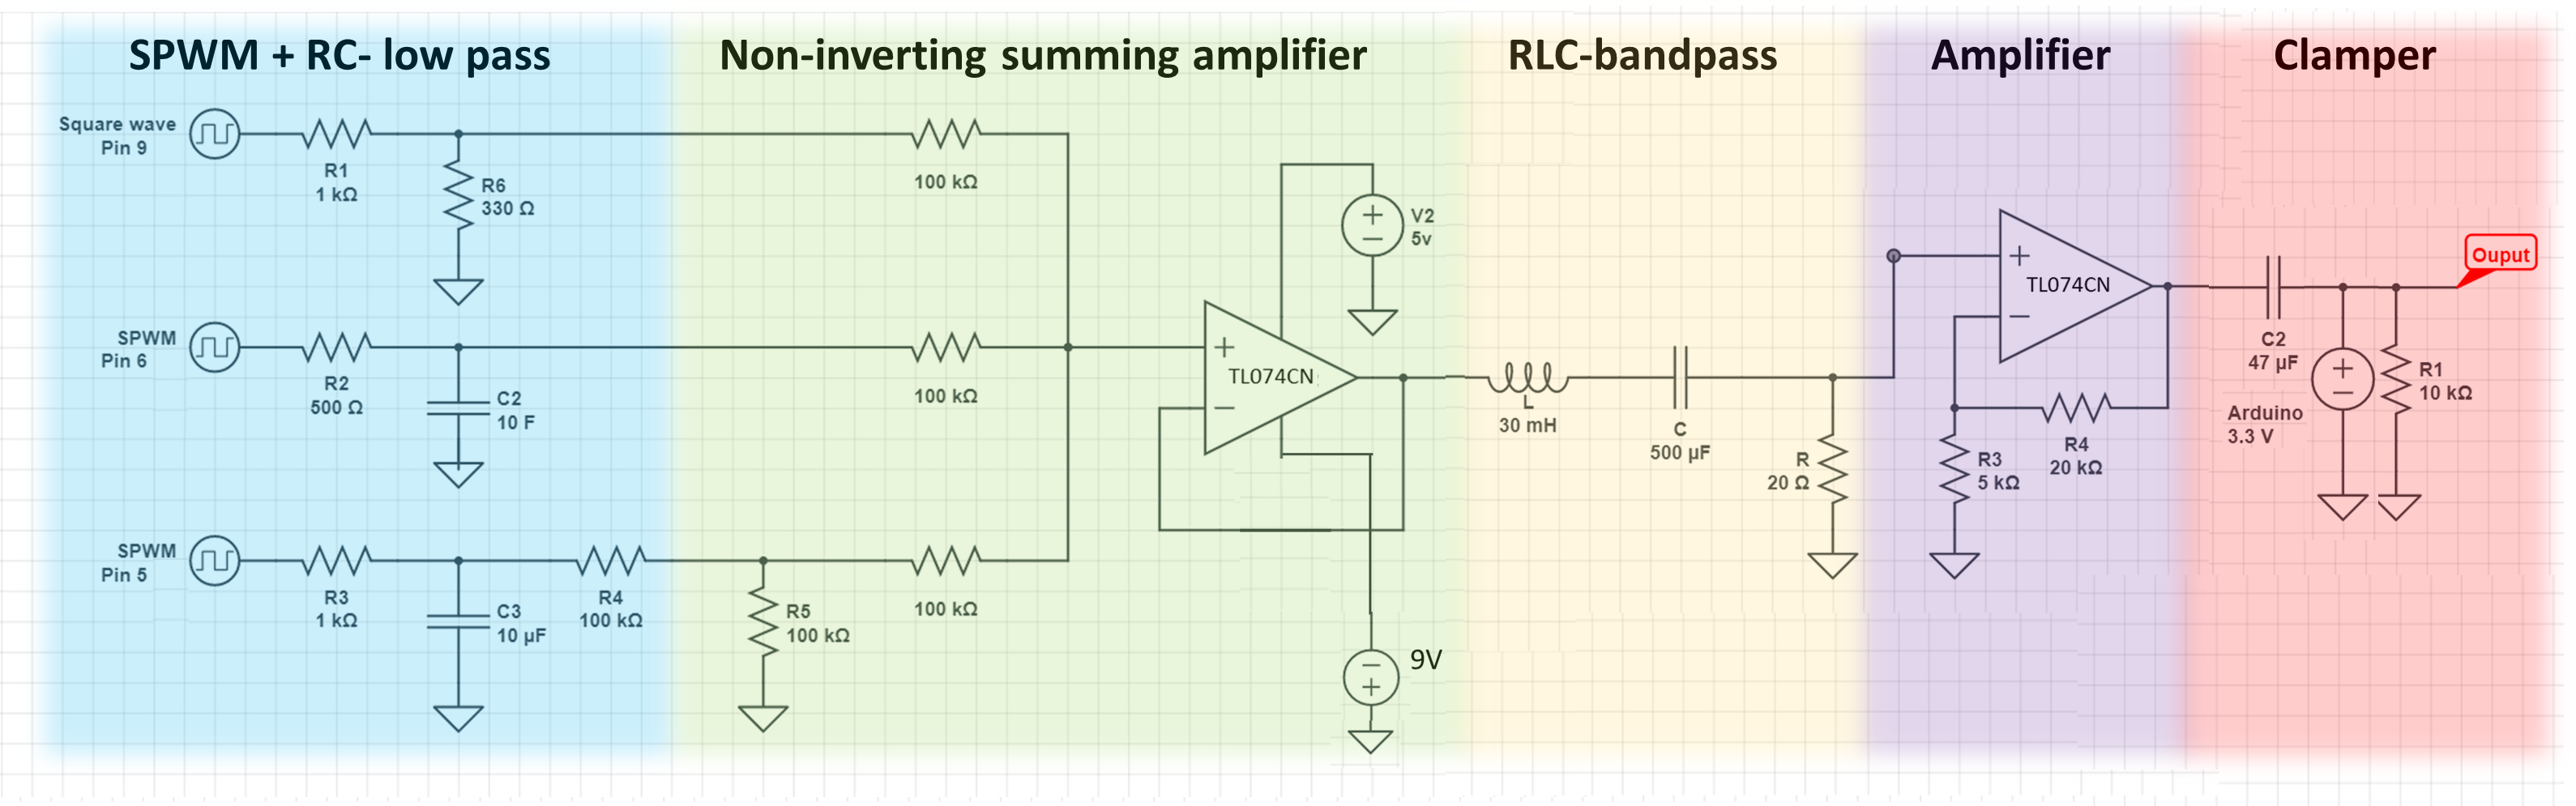 SPWM + RC- low pass
Non-inverting summing amplifier
RLC-bandpass
Amplifier
Clamper
Square wave
Pin 9
R1
1 kΩ
R6
330 Ω
100 kΩ
SPWM
Pin 6
R2
500 Ω
C2
10 F
100 kΩ
SPWM
Pin 5
R3
1 kΩ
C3
10 µF
R4
100 kΩ
R5
100 kΩ
100 kΩ
V2
5v
TL074CN
9V
L
30 mH
C
500 µF
R
20 Ω
TL074CN
R3
5 kΩ
R4
20 kΩ
C2
47 µF
Arduino
3.3 V
R1
10 kΩ
Ouput